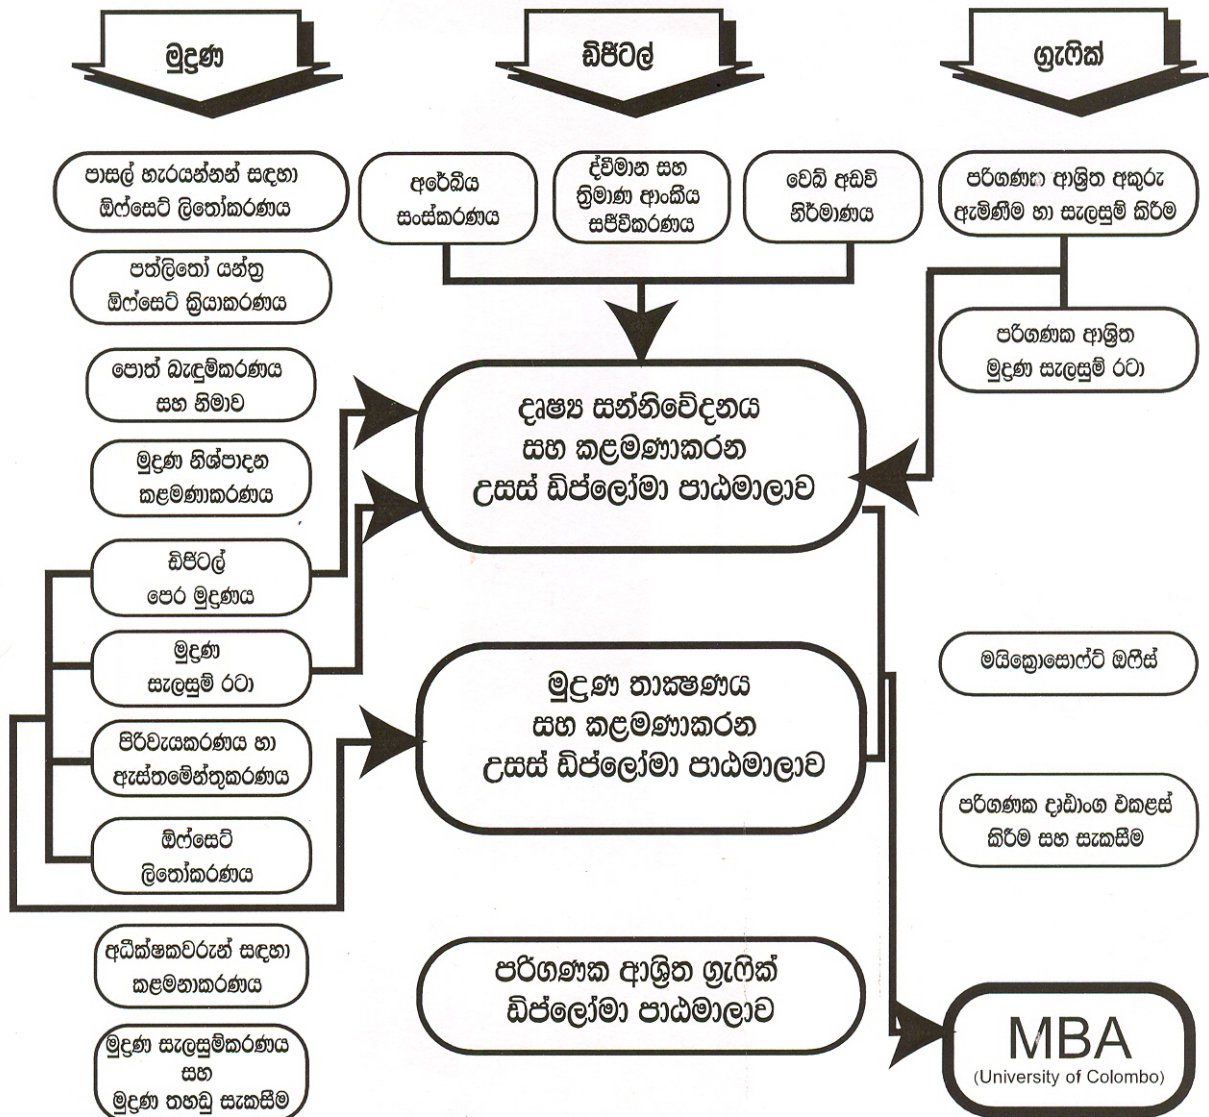 මුද්‍රණ
ඩිජිටල්
ග්‍රැෆික්
පාසල් හැරයන්නන් සඳහා
ඕෆ්සෙට් ලිතෝකරණය
අරේඛීය
සංස්කරණය
ද්වීමාන සහ
ත්‍රිමාණ ආංකීය
සජීවීකරණය
වෙබ් අඩවි
නිර්මාණය
පරිගණක ආශ්‍රිත අකුරු
ඇමිණීම හා සැලසුම් කිරීම
පත්ලිතෝ යන්ත්‍ර
ඕෆ්සෙට් ක්‍රියාකරණය
පරිගණක ආශ්‍රිත
මුද්‍රණ සැලසුම් රටා
පොත් බැඳුම්කරණය
සහ නිමාව
දෘෂ්‍ය සන්නිවේදනය
සහ කළමණාකරන
උසස් ඩිප්ලෝමා පාඨමාලාව
මුද්‍රණ නිශ්පාදන
කළමණාකරණය
ඩිජිටල්
පෙර මුද්‍රණය
මුද්‍රණ
සැලසුම් රටා
මුද්‍රණ තාක්‍ෂණය
සහ කළමණාකරන
උසස් ඩිප්ලෝමා පාඨමාලාව
මයික්‍රොසොෆ්ට් ඔෆීස්
පිරිවැයකරණය හා
ඇස්තමේන්තුකරණය
පරිගණක දෘඪාංග එකළස්
කිරීම සහ සැකසීම
ඕෆ්සෙට්
ලිතෝකරණය
අධීක්ෂකවරුන් සඳහා
කළමනාකරණය
පරිගණක ආශ්‍රිත ග්‍රැෆික්
ඩිප්ලෝමා පාඨමාලාව
මුද්‍රණ සැලසුම්කරණය
සහ
මුද්‍රණ තහඩු සැකසීම
MBA
(University of Colombo)